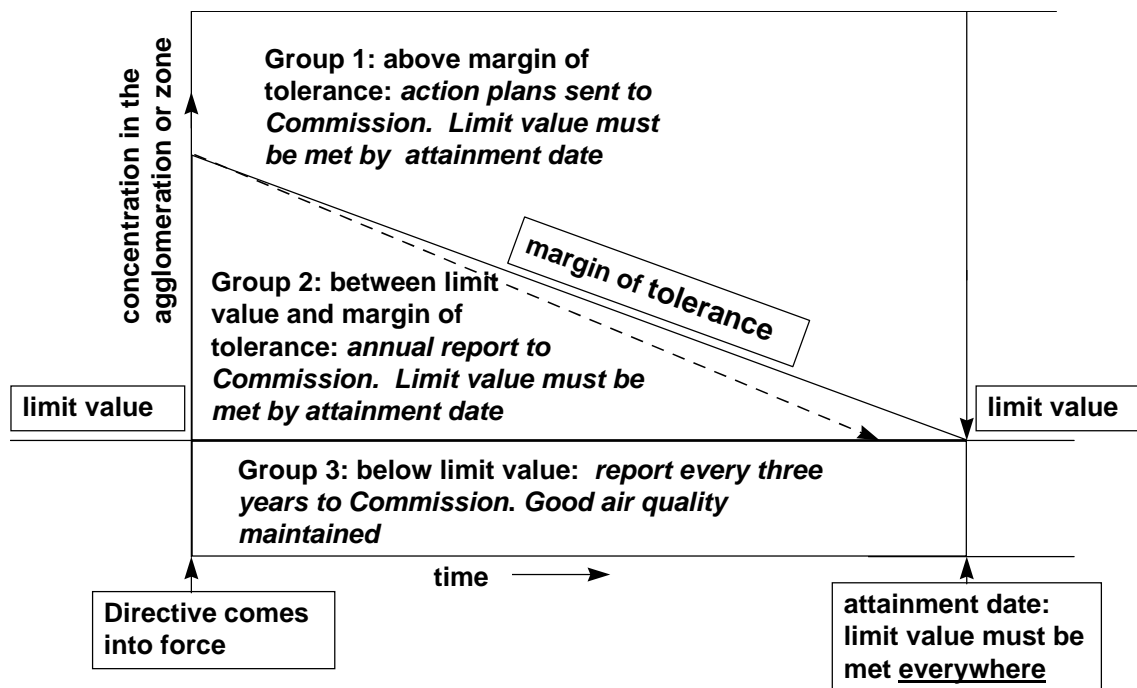 concentration in the
agglomeration or zone
Group 1: above margin of
tolerance: action plans sent to
Commission. Limit value must
be met by attainment date
margin of tolerance
Group 2: between limit
value and margin of
tolerance: annual report to
Commission. Limit value must be
met by attainment date
limit value
limit value
Group 3: below limit value: report every three
years to Commission. Good air quality
maintained
time
Directive comes
into force
attainment date:
limit value must be
met everywhere